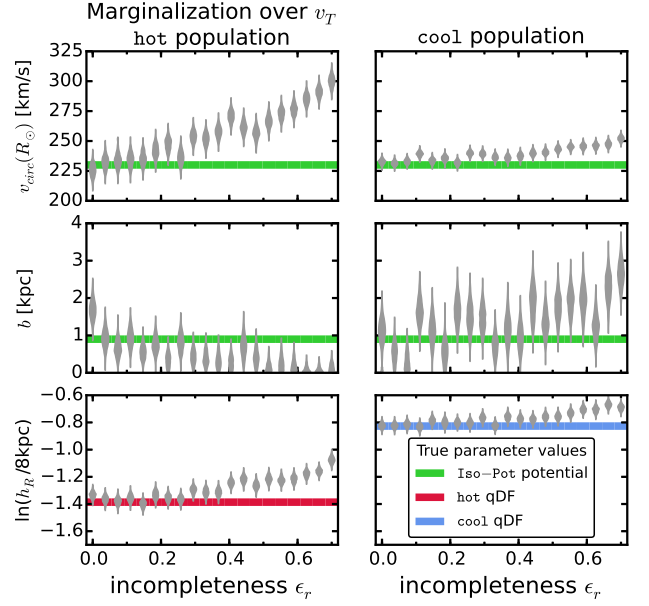 Marginalization over v_T
hot population
cool population
v_circ(R_☉) [km/s]
325
300
275
250
225
200
b [kpc]
4
3
2
1
0
ln(h_R/8kpc)
−0.6
−0.8
−1.0
−1.2
−1.4
−1.6
True parameter values
Iso−Pot potential
hot qDF
cool qDF
0.0 0.2 0.4 0.6
0.0 0.2 0.4 0.6
incompleteness ϵ_r
incompleteness ϵ_r